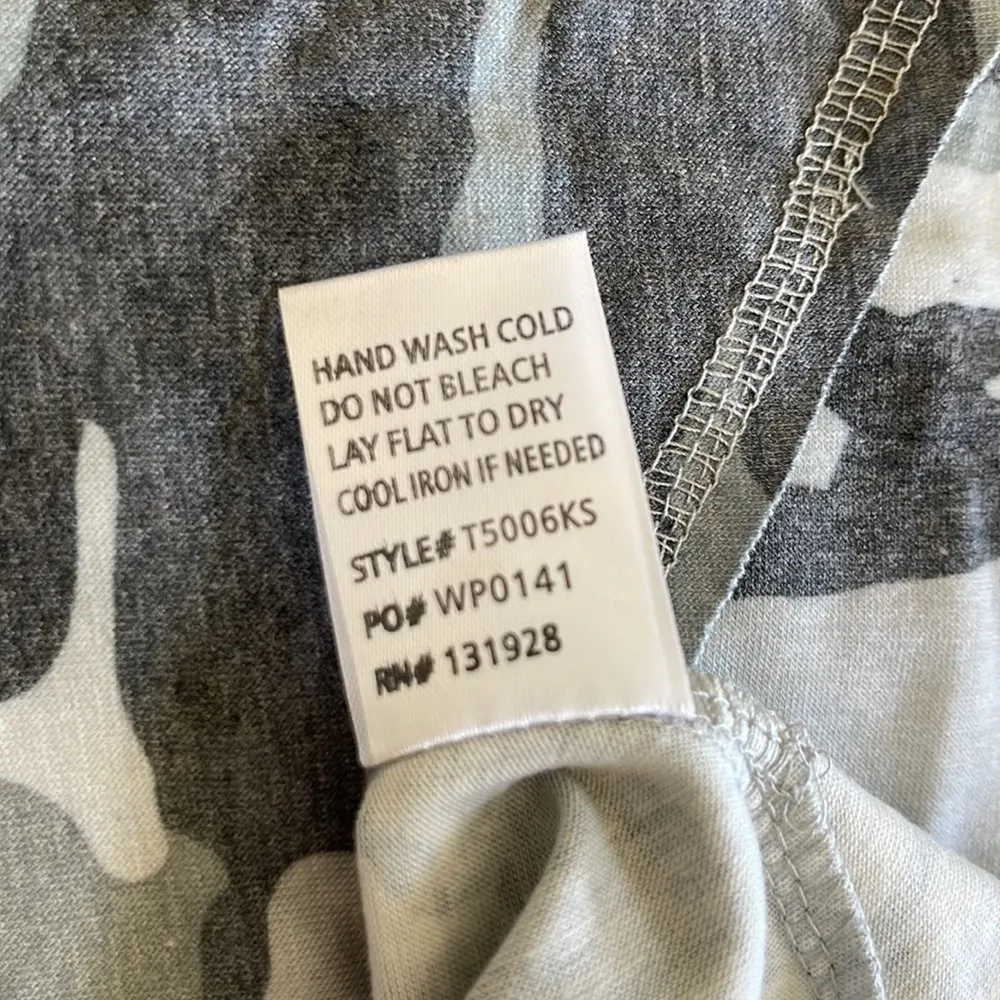 HAND WASH COLD
DO NOT BLEACH
LAY FLAT TO DRY
COOL IRON IF NEEDED
STYLE# T5006KS
PO# WP0141
RN# 131928